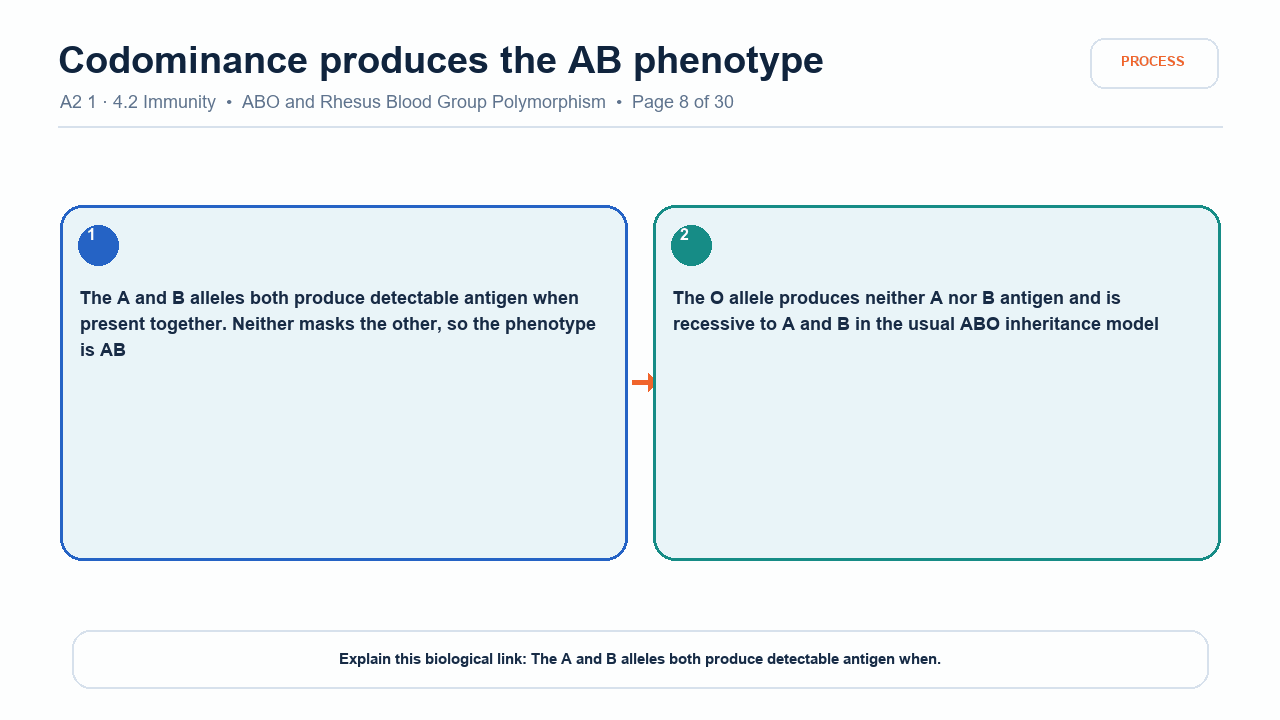 Codominance produces the AB phenotype
PROCESS
A2 1 · 4.2 Immunity • ABO and Rhesus Blood Group Polymorphism • Page 8 of 30
1
The A and B alleles both produce detectable antigen when
present together. Neither masks the other, so the phenotype
is AB
2
The O allele produces neither A nor B antigen and is
recessive to A and B in the usual ABO inheritance model
Explain this biological link: The A and B alleles both produce detectable antigen when.